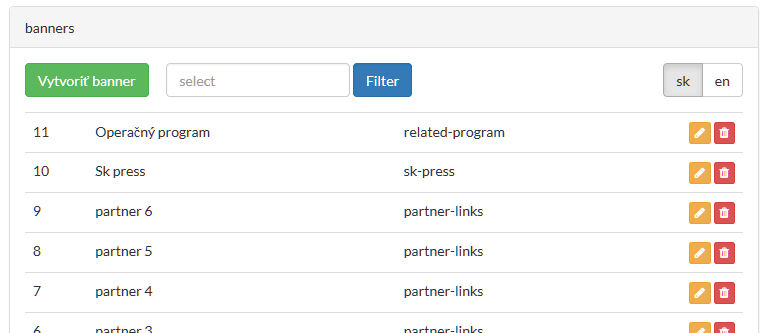 banners
Vytvoriť banner select Filter sk en
11 Operačný program related-program
10 Sk press sk-press
9 partner 6 partner-links
8 partner 5 partner-links
7 partner 4 partner-links
6 partner 3 partner-links